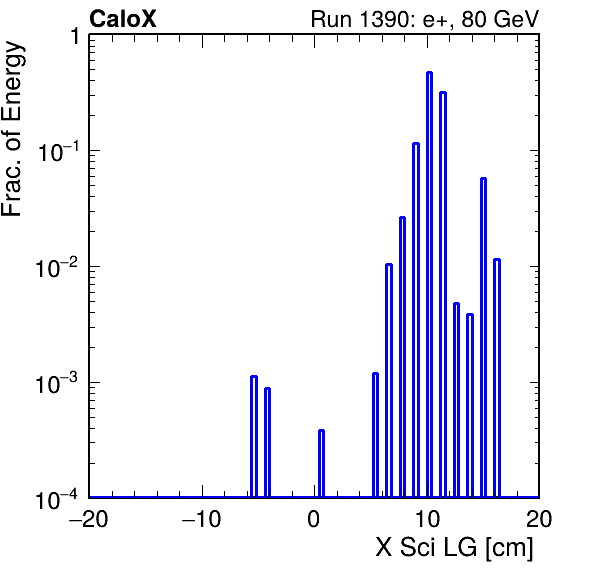 CaloX Run 1390: e+, 80 GeV
Frac. of Energy
1
10⁻¹
10⁻²
10⁻³
10⁻⁴
−20 −10 0 10 20
X Sci LG [cm]